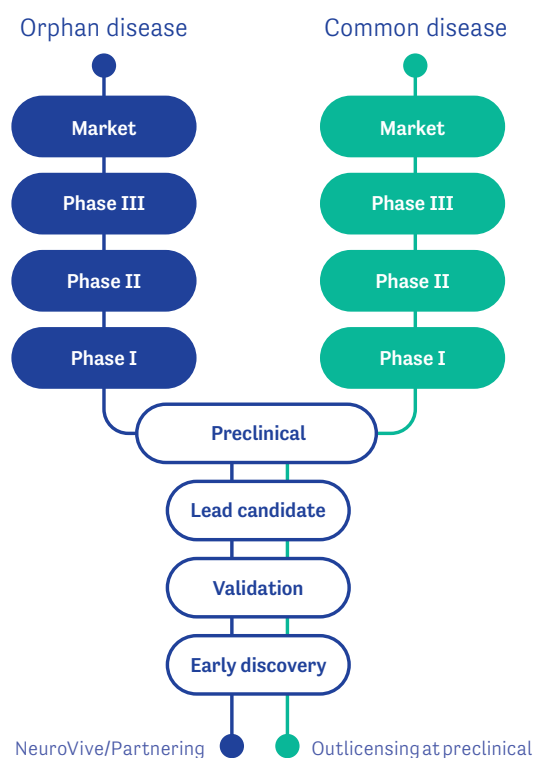 Orphan disease
Common disease
Market
Market
Phase III
Phase III
Phase II
Phase II
Phase I
Phase I
Preclinical
Lead candidate
Validation
Early discovery
NeuroVive/Partnering
Outlicensing at preclinical